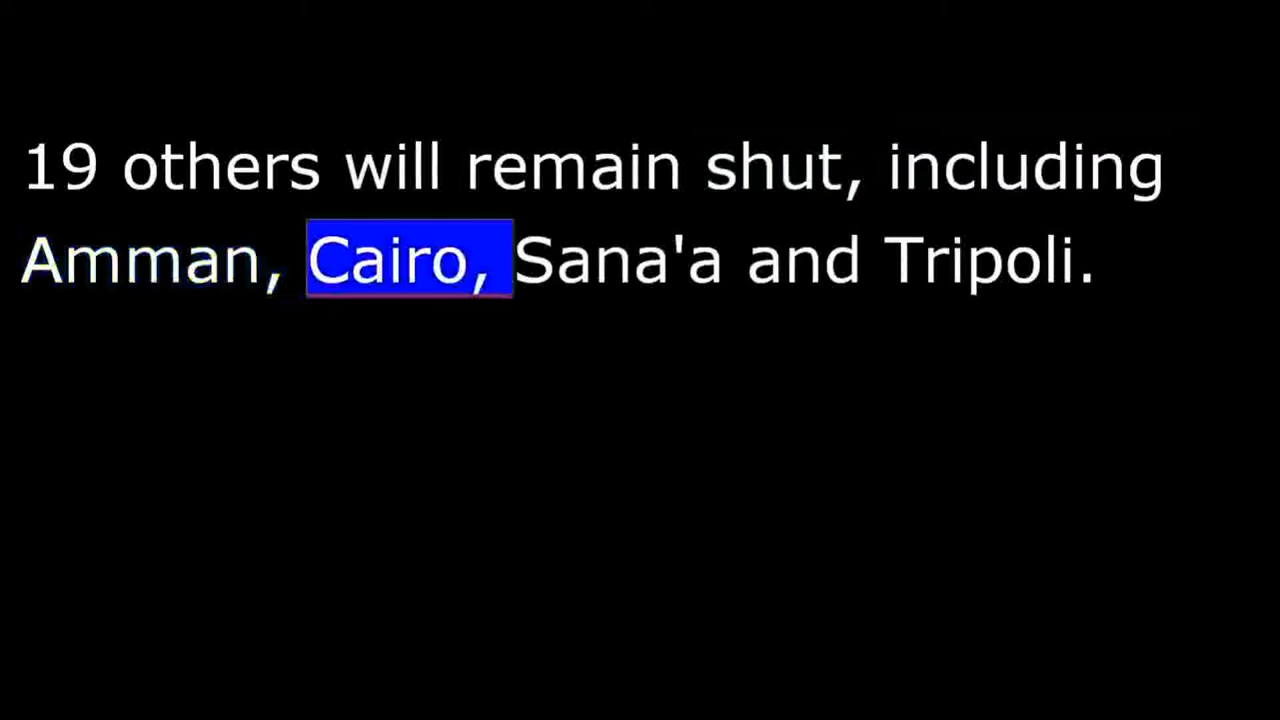 19 others will remain shut, including
Amman, Cairo, Sana'a and Tripoli.